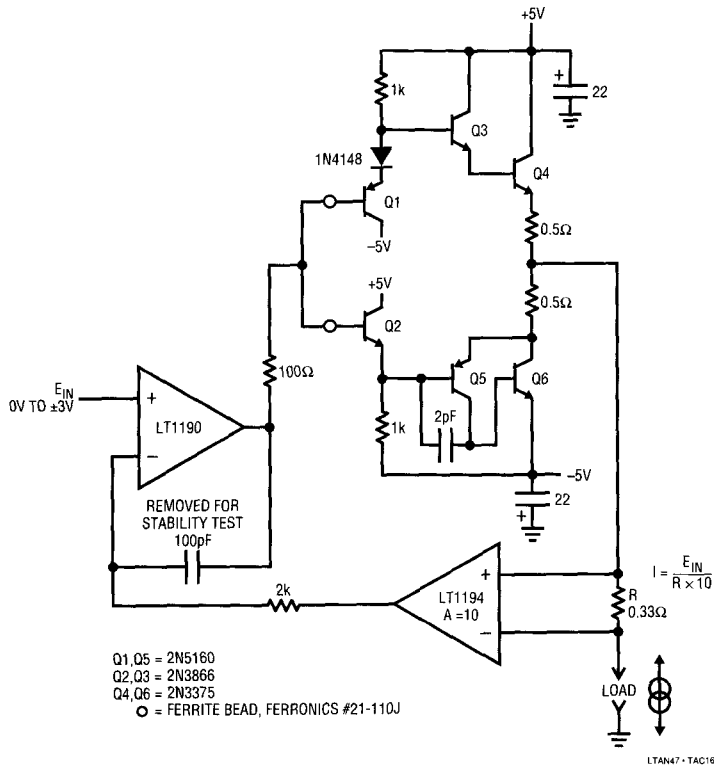 +5V
+
22
1k
Q3
1N4148
Q4
Q1
–5V
0.5Ω
+5V
0.5Ω
Q2
100Ω
Q5
Q6
E_IN
0V TO ±3V
+
LT1190
–
2pF
1k
–5V
+
22
REMOVED FOR
STABILITY TEST
100pF
2k
LT1194
A =10
+
–
I = E_IN / R × 10
R
0.33Ω
LOAD
Q1,Q5 = 2N5160
Q2,Q3 = 2N3866
Q4,Q6 = 2N3375
= FERRITE BEAD, FERRONICS #21-110J
LTAN47 • TAC16